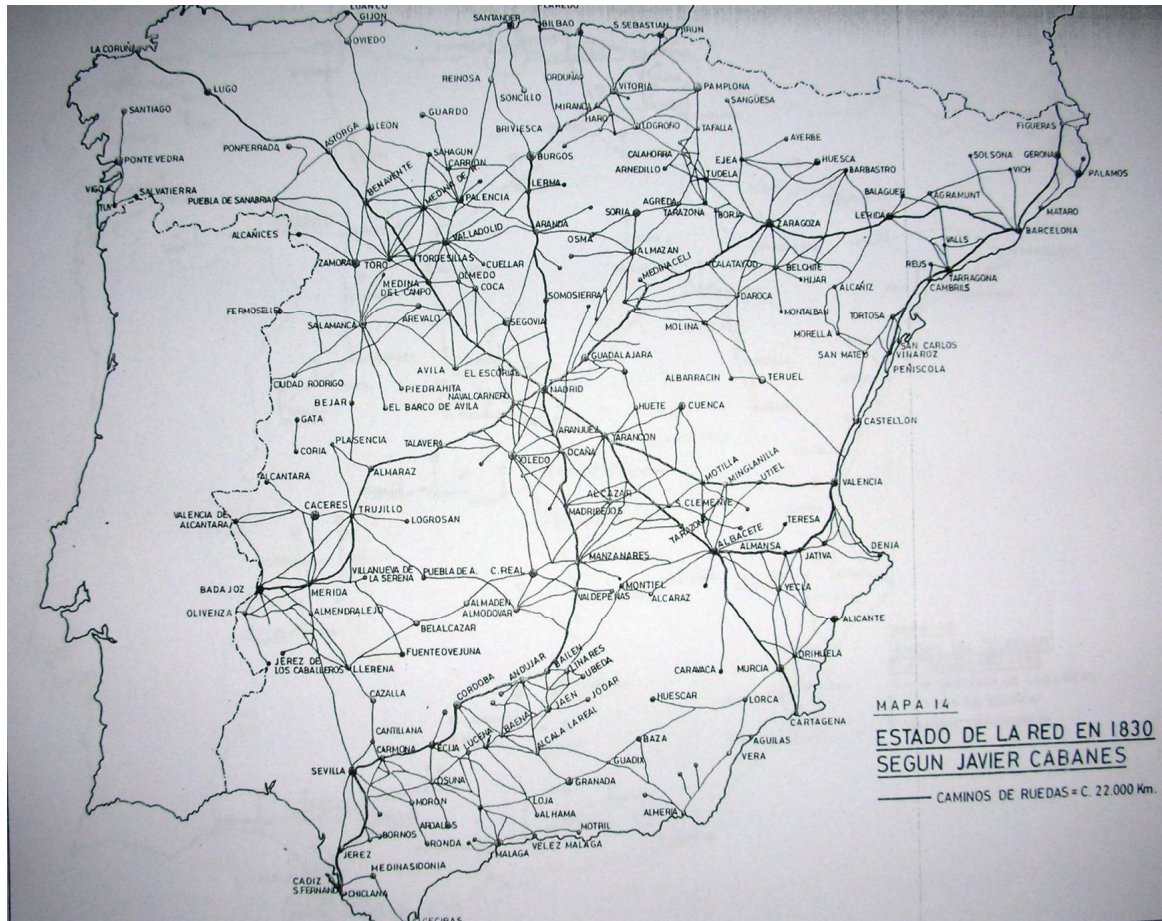 LUANCO
GIJON
OVIEDO
SANTANDER
LAREDO
BILBAO
S. SEBASTIAN
IRUN
LA CORUÑA
LUGO
SANTIAGO
REINOSA
SONCILLO
ORDUÑA
VITORIA
PAMPLONA
SANGÜESA
GUARDO
MIRANDA
HARO
LOGROÑO
TAFALLA
FIGUERAS
PONFERRADA
ASTORGA
LEON
BRIVIESCA
AYERBE
PONTEVEDRA
SAHAGUN
CARRION
BURGOS
CALAHORRA
ARNEDILLO
EJEA
HUESCA
BARBASTRO
SOLSONA
GERONA
VICH
PALAMOS
VIGO
TUY
SALVATIERRA
PUEBLA DE SANABRIA
BENAVENTE
MEDINA DE R.
PALENCIA
LERMA
TUDELA
BALAGUER
AGRAMUNT
MATARO
ALCAÑICES
VALLADOLID
ARANDA
OSMA
SORIA
AGREDA
TARAZONA
BORJA
ZARAGOZA
LERIDA
BARCELONA
ZAMORA
TORO
TORDESILLAS
CUELLAR
ALMAZAN
MEDINACELI
CALATAYUD
BELCHITE
VALLS
REUS
TARRAGONA
CAMBRILS
MEDINA
DEL CAMPO
OLMEDO
COCA
SOMOSIERRA
DAROCA
HIJAR
ALCAÑIZ
MONTALBAN
FERMOSELLE
SALAMANCA
AREVALO
SEGOVIA
MOLINA
MORELLA
TORTOSA
SAN MATEO
SAN CARLOS
VINAROZ
PEÑISCOLA
AVILA
EL ESCORIAL
GUADALAJARA
ALBARRACIN
TERUEL
CIUDAD RODRIGO
PIEDRAHITA
NAVALCARNERO
MADRID
BEJAR
EL BARCO DE AVILA
HUETE
CUENCA
CASTELLON
GATA
CORIA
PLASENCIA
TALAVERA
ARANJUEZ
TARANCON
ALCANTARA
ALMARAZ
TOLEDO
OCAÑA
MOTILLA
MINGLANILLA
UTIEL
VALENCIA
VALENCIA DE
ALCANTARA
CACERES
TRUJILLO
LOGROSAN
ALCAZAR
MADRIDEJOS
S. CLEMENTE
TARAZONA
ALBACETE
TERESA
ALMANSA
JATIVA
DENIA
BADAJOZ
MERIDA
VILLANUEVA DE
LA SERENA
PUEBLA DE A.
C. REAL
MANZANARES
MONTIEL
ALCARAZ
YECLA
OLIVENZA
ALMENDRALEJO
ALMADEN
ALMODOVAR
VALDEPEÑAS
ALICANTE
BELALCAZAR
JEREZ DE
LOS CABALLEROS
LLERENA
FUENTEOVEJUNA
ANDUJAR
BAILEN
LINARES
UBEDA
CARAVACA
MURCIA
ORIHUELA
CAZALLA
CORDOBA
JAEN
JODAR
HUESCAR
LORCA
CARTAGENA
CANTILLANA
CARMONA
ECIJA
LUCENA
BAENA
ALCALA LA REAL
BAZA
AGUILAS
VERA
SEVILLA
OSUNA
GRANADA
GUADIX
MORON
LOJA
ALHAMA
ALMERIA
ARDALES
BORNOS
RONDA
MOTRIL
JEREZ
MALAGA
VELEZ MALAGA
MEDINASIDONIA
CADIZ
S. FERNANDO
CHICLANA
MAPA 14
ESTADO DE LA RED EN 1830
SEGUN JAVIER CABANES
CAMINOS DE RUEDAS = C. 22.000 Km.